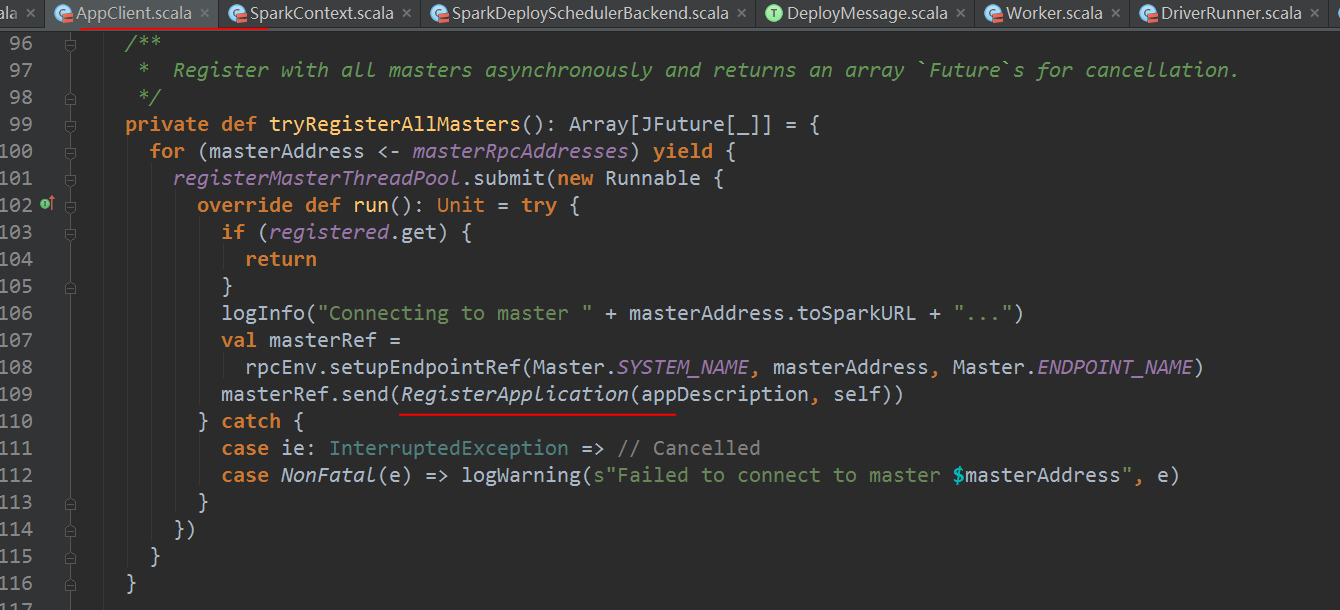 ala × AppClient.scala × SparkContext.scala × SparkDeploySchedulerBackend.scala × DeployMessage.scala × Worker.scala × DriverRunner.scala ×
96 /**
97 * Register with all masters asynchronously and returns an array `Future`s for cancellation.
98 */
99 private def tryRegisterAllMasters(): Array[JFuture[_]] = {
100 for (masterAddress <- masterRpcAddresses) yield {
101 registerMasterThreadPool.submit(new Runnable {
102 override def run(): Unit = try {
103 if (registered.get) {
104 return
105 }
106 logInfo("Connecting to master " + masterAddress.toSparkURL + "...")
107 val masterRef =
108 rpcEnv.setupEndpointRef(Master.SYSTEM_NAME, masterAddress, Master.ENDPOINT_NAME)
109 masterRef.send(RegisterApplication(appDescription, self))
110 } catch {
111 case ie: InterruptedException => // Cancelled
112 case NonFatal(e) => logWarning(s"Failed to connect to master $masterAddress", e)
113 }
114 })
115 }
116 }
117